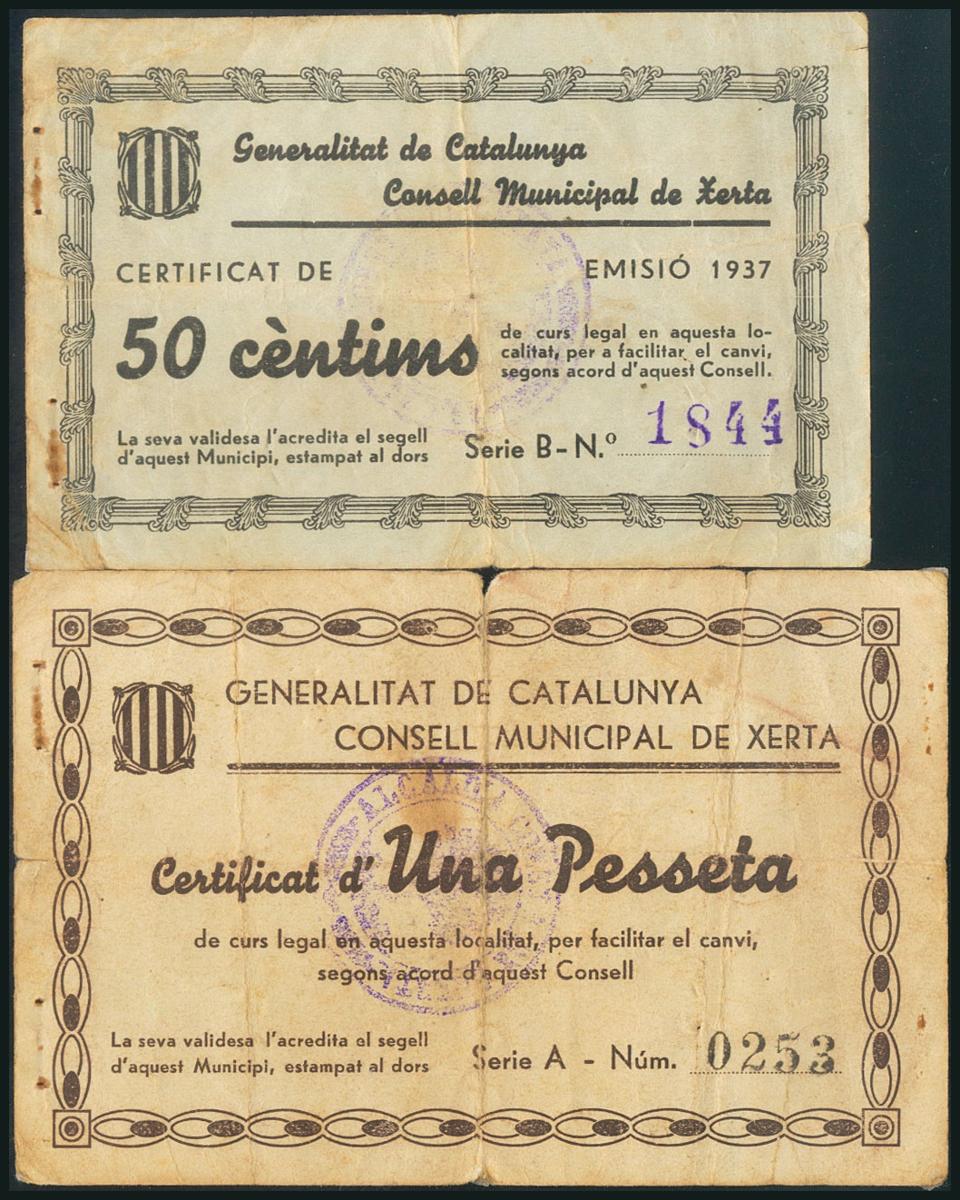 Generalitat de Catalunya
Consell Municipal de Xerta
CERTIFICAT DE
EMISIÓ 1937
50 cèntims
de curs legal en aquesta lo-
calitat, per a facilitar el canvi,
segons acord d'aquest Consell.
La seva validesa l'acredita el segell
d'aquest Municipi, estampat al dors
Serie B - N.º 1844
GENERALITAT DE CATALUNYA
CONSELL MUNICIPAL DE XERTA
Certificat d' Una Pesseta
de curs legal en aquesta localitat, per facilitar el canvi,
segons acord d'aquest Consell
La seva validesa l'acredita el segell
d'aquest Municipi, estampat al dors
Serie A - Núm. 0253